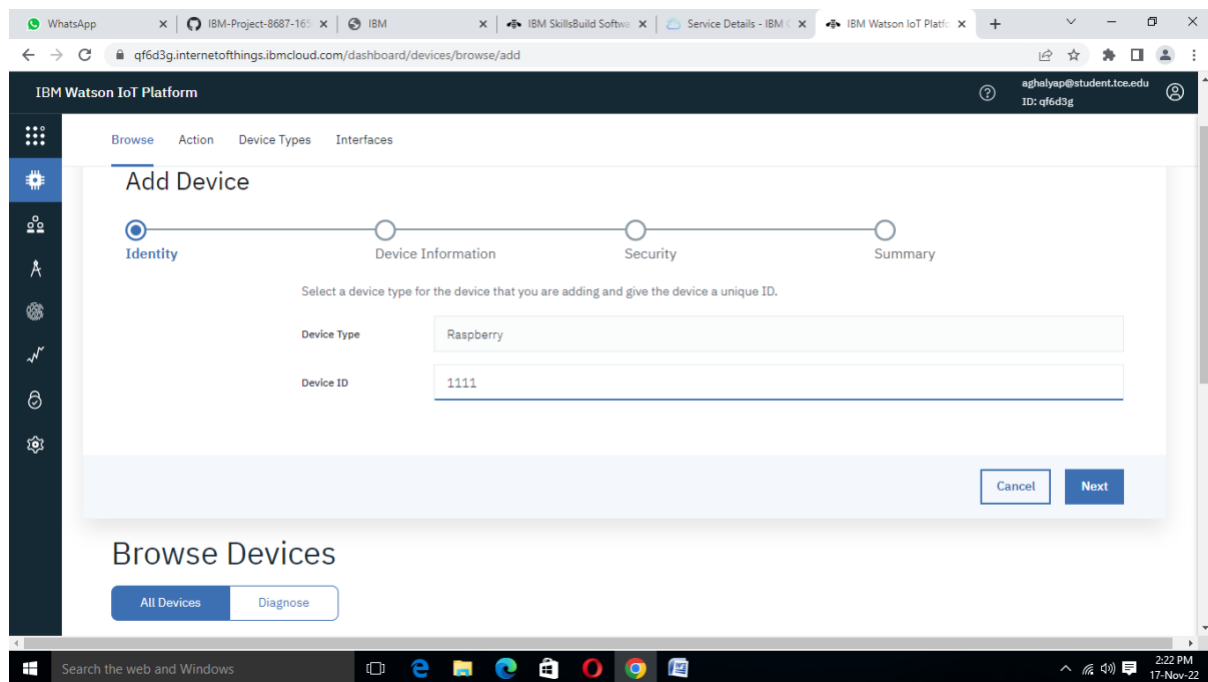 WhatsApp
IBM-Project-8687-165
IBM
IBM SkillsBuild Softwa
Service Details - IBM C
IBM Watson IoT Platfo
qf6d3g.internetofthings.ibmcloud.com/dashboard/devices/browse/add
IBM Watson IoT Platform
aghalyap@student.tce.edu
ID: qf6d3g
Browse Action Device Types Interfaces
Add Device
Identity Device Information Security Summary
Select a device type for the device that you are adding and give the device a unique ID.
Device Type Raspberry
Device ID 1111
Cancel Next
Browse Devices
All Devices Diagnose
Search the web and Windows
2:22 PM
17-Nov-22